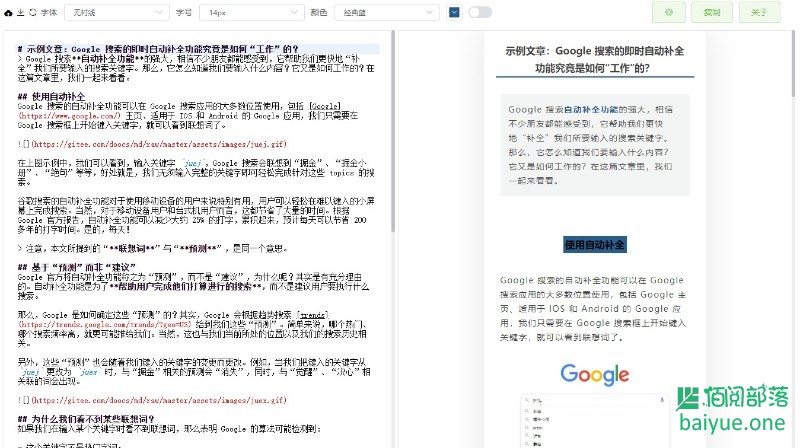 字体 无衬线 字号 14px 颜色 经典蓝 复制 关于
# 示例文章：Google 搜索的即时自动补全功能究竟是如何“工作”的？
> Google 搜索**自动补全功能**的强大，相信不少朋友都能感受到，它帮助我们更快地“补
全”我们所要输入的搜索关键字。那么，它怎么知道我们要输入什么内容？它又是如何工作的？在
这篇文章里，我们一起来看看。
## 使用自动补全
Google 搜索的自动补全功能可以在 Google 搜索应用的大多数位置使用，包括 [Google]
(https://www.google.com/) 主页、适用于 IOS 和 Android 的 Google 应用，我们只需要在
Google 搜索框上开始键入关键字，就可以看到联想词了。
![](https://gitee.com/docs/md/raw/master/assets/images/juej.gif)
在上图示例中，我们可以看到，输入关键字 `juej`，Google 搜索会联想到“掘金”、“掘金小
册”、“绝句”等等，好处就是，我们无须输入完整的关键字即可轻松完成针对这些 topics 的搜
索。
谷歌搜索的自动补全功能对于使用移动设备的用户来说特别有用，用户可以轻松在难以键入的小屏
幕上完成搜索。当然，对于移动设备用户和台式机用户而言，这都节省了大量的时间。根据
Google 官方报告，自动补全功能可以减少大约 25% 的打字，累积起来，预计每天可以节省 200
多年的打字时间。是的，每天！
> 注意，本文所提到的“**联想词**”与“**预测**”，是同一个意思。
## 基于“预测”而非“建议”
Google 官方将自动补全功能称之为“预测”，而不是“建议”，为什么呢？其实是有充分理由
的。自动补全功能是为了**帮助用户完成他们打算进行的搜索**，而不是建议用户要执行什么
搜索。
那么，Google 是如何确定这些“预测”的？其实，Google 会根据趋势搜索 [trends]
(https://trends.google.com/trends/?geo=US) 给到我们这些“预测”。简单来说，哪个热门、
哪个搜索频率高，就更可能推给我们。当然，这也与我们当前所处的位置以及我们的搜索历史相
关。
另外，这些“预测”也会随着我们键入的关键字的变更而更改。例如，当我们把键入的关键字从
`juej` 更改为 `juex` 时，与“掘金”相关的预测会“消失”，同时，与“觉醒”、“决心”相
关联的词会出现。
![](https://gitee.com/docs/md/raw/master/assets/images/juex.gif)
## 为什么我们看不到某些联想词？
如果我们在输入某个关键字时看不到联想词，那么表明 Google 的算法可能检测到：
- 这个关键字不是热门字词；
示例文章：Google 搜索的即时自动补全
功能究竟是如何“工作”的？
Google 搜索自动补全功能的强大，相信
不少朋友都能感受到，它帮助我们更快
地“补全”我们所要输入的搜索关键字。
那么，它怎么知道我们要输入什么内容？
它又是如何工作的？在这篇文章里，我们
一起来看看。
使用自动补全
Google 搜索的自动补全功能可以在 Google
搜索应用的大多数位置使用，包括 Google 主
页、适用于 IOS 和 Android 的 Google 应
用，我们只需要在 Google 搜索框上开始键入
关键字，就可以看到联想词了。
Google
佰阅部落
baiyue.one